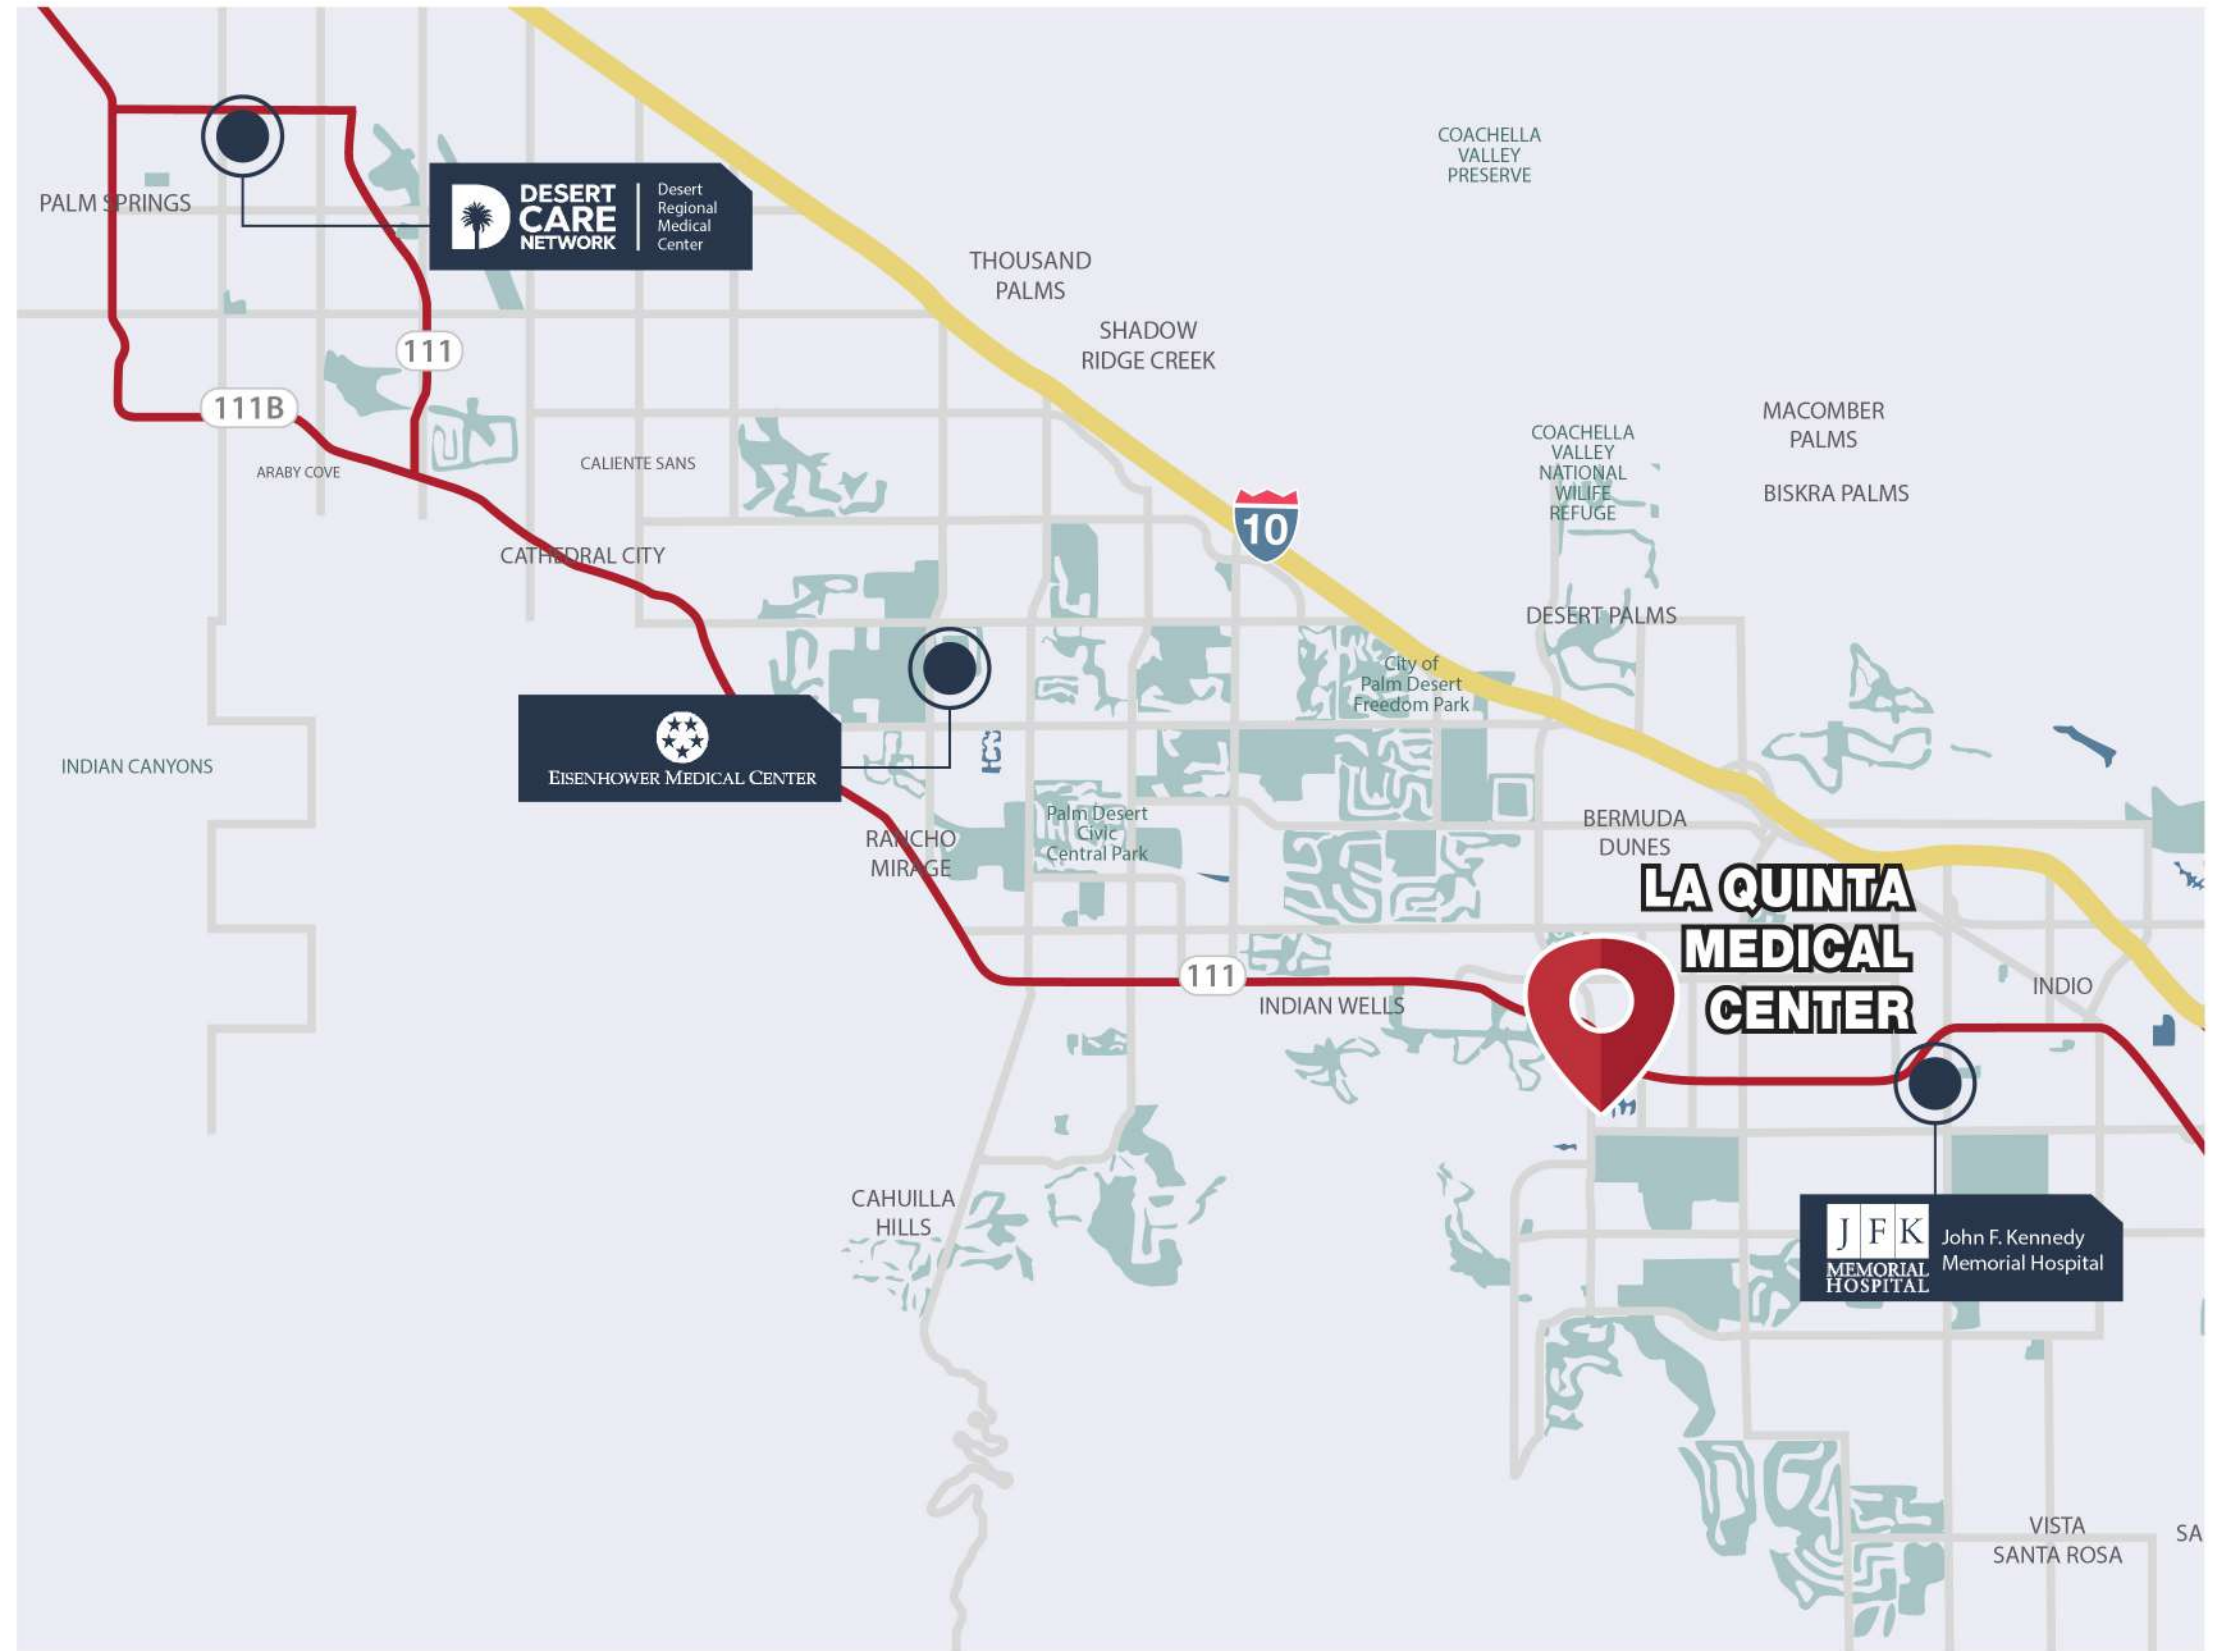 COACHELLA
VALLEY
PRESERVE
PALM SPRINGS
DESERT
CARE
NETWORK
Desert
Regional
Medical
Center
THOUSAND
PALMS
SHADOW
RIDGE CREEK
111
111B
ARABY COVE
CALIENTE SANS
MACOMBER
PALMS
COACHELLA
VALLEY
NATIONAL
WILIFE
REFUGE
BISKRA PALMS
10
CATHEDRAL CITY
DESERT PALMS
City of
Palm Desert
Freedom Park
INDIAN CANYONS
EISENHOWER MEDICAL CENTER
RANCHO
MIRAGE
Palm Desert
Civic
Central Park
BERMUDA
DUNES
LA QUINTA
MEDICAL
CENTER
111
INDIAN WELLS
INDIO
CAHUILLA
HILLS
JFK
MEMORIAL
HOSPITAL
John F. Kennedy
Memorial Hospital
VISTA
SANTA ROSA
SA